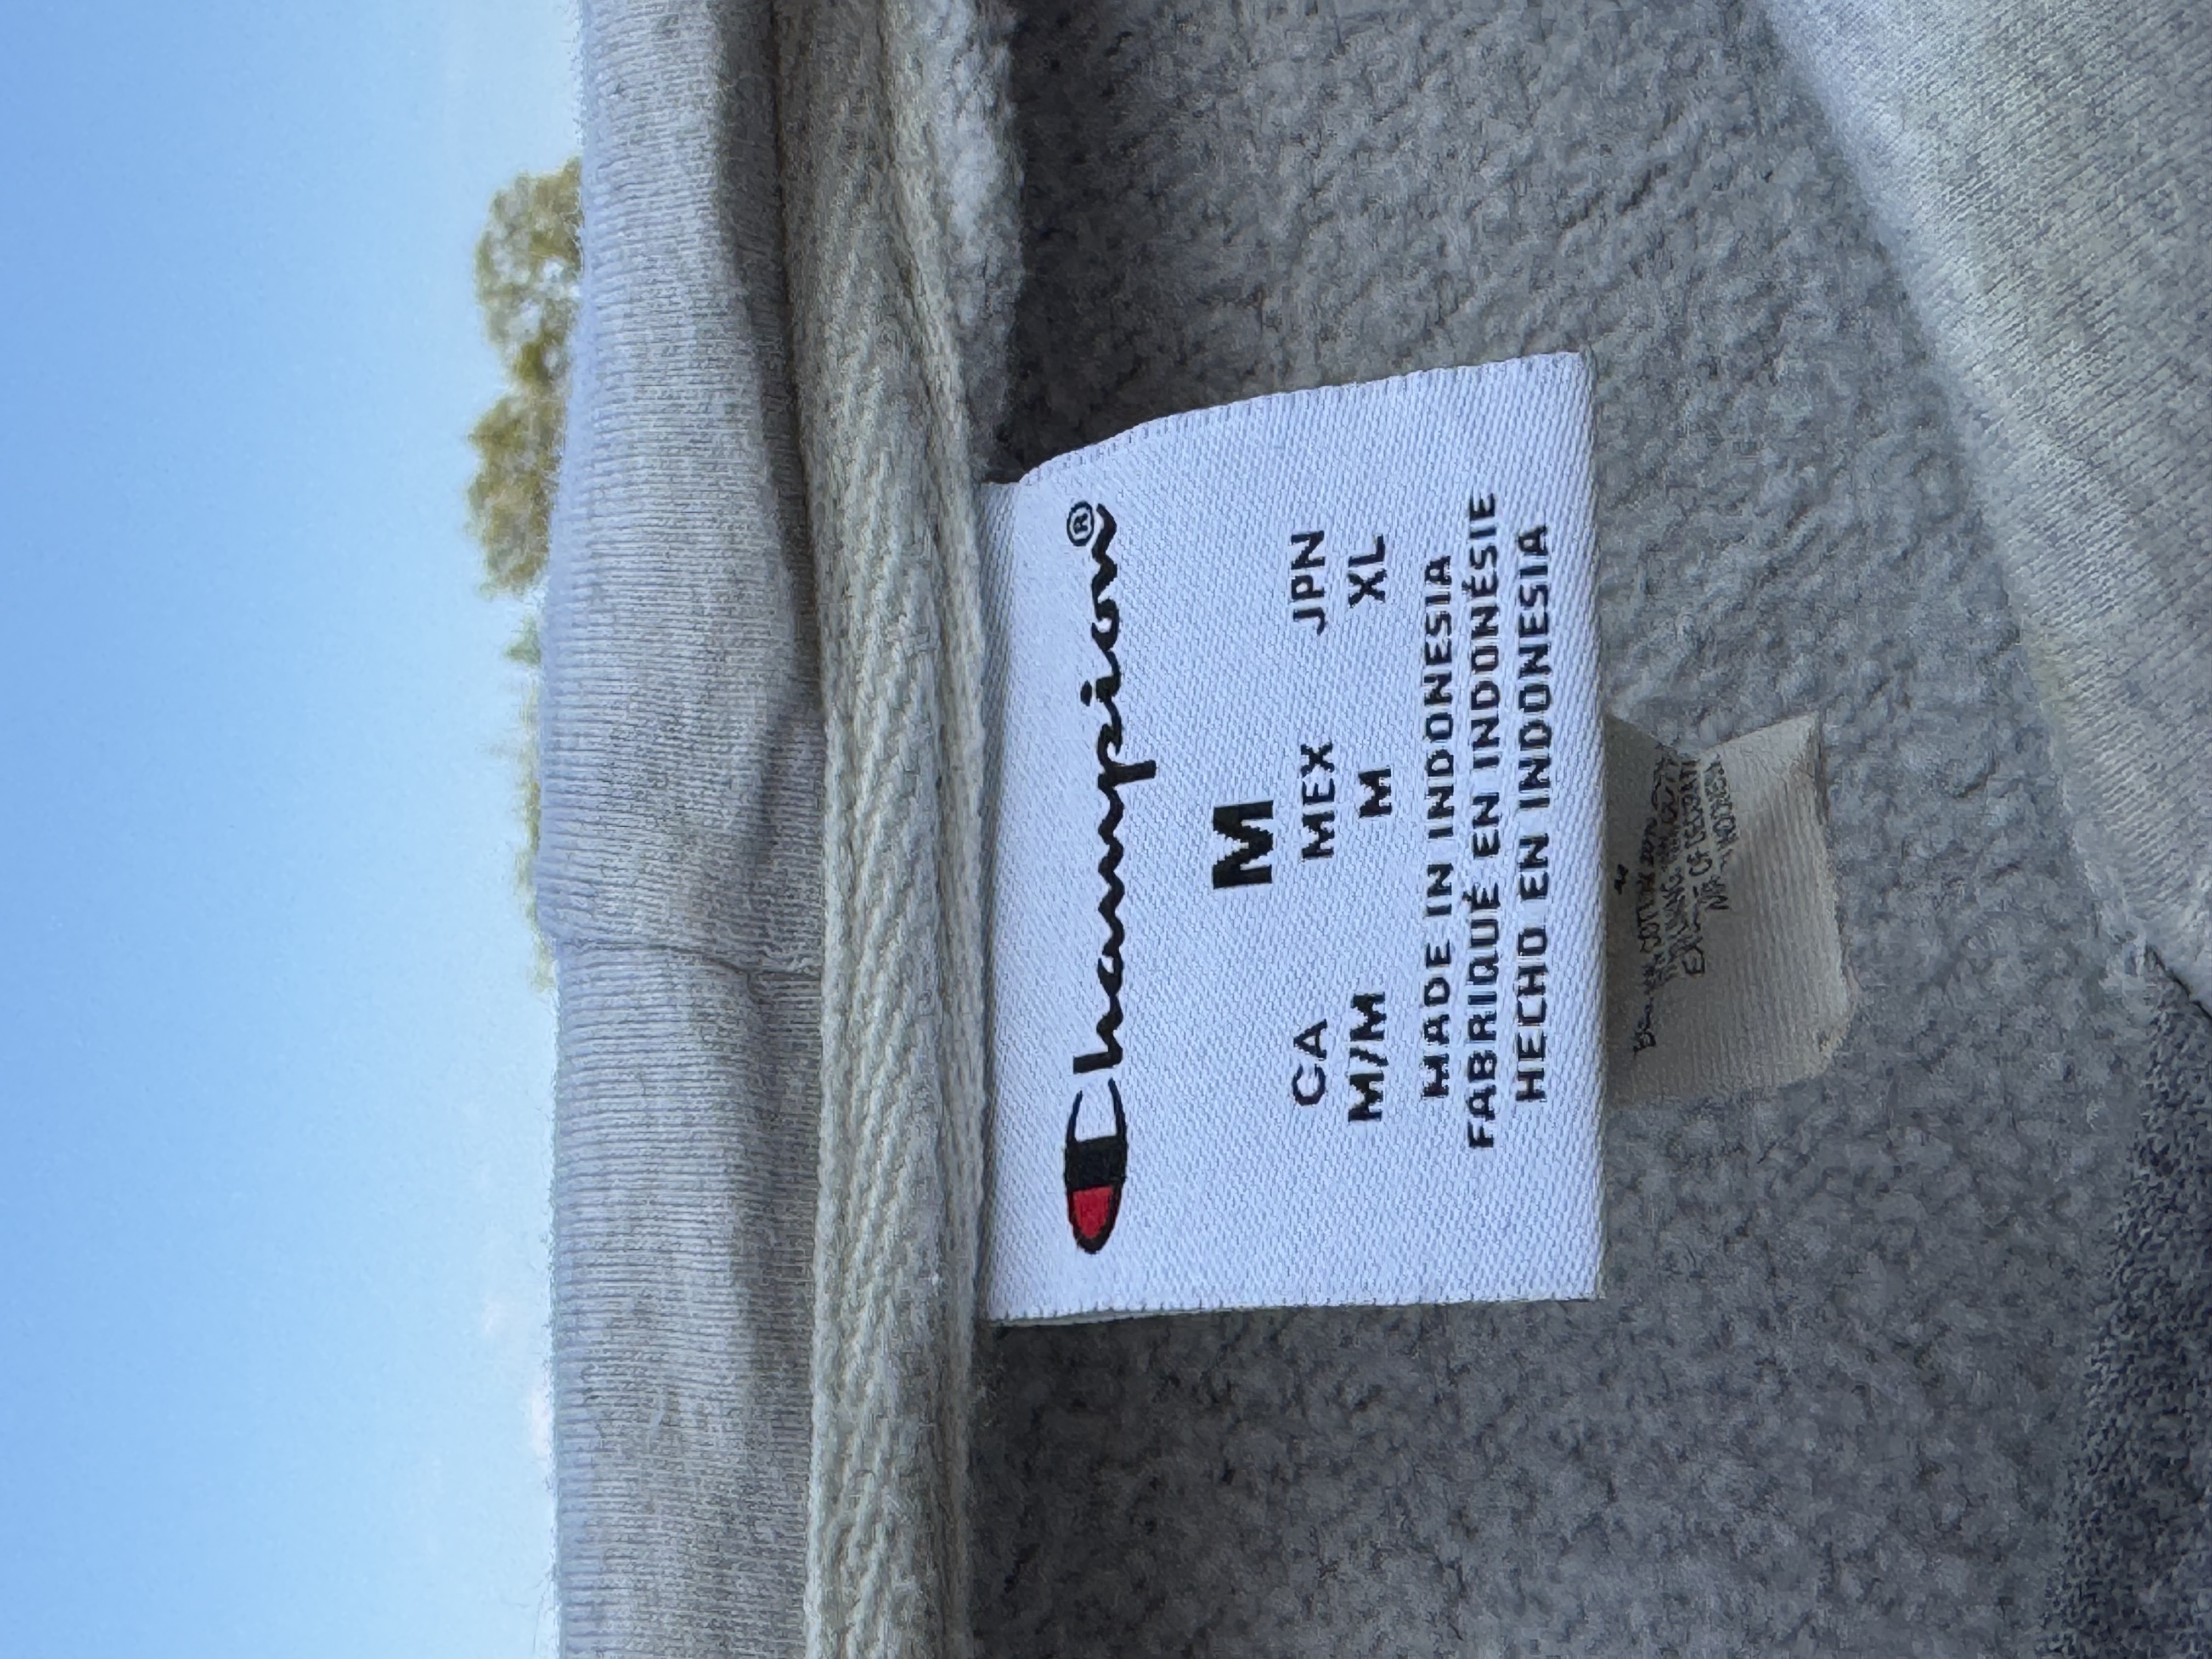 Champion®
M
CA MEX JPN
M/M M XL
MADE IN INDONESIA
FABRIQUÉ EN INDONÉSIE
HECHO EN INDONESIA